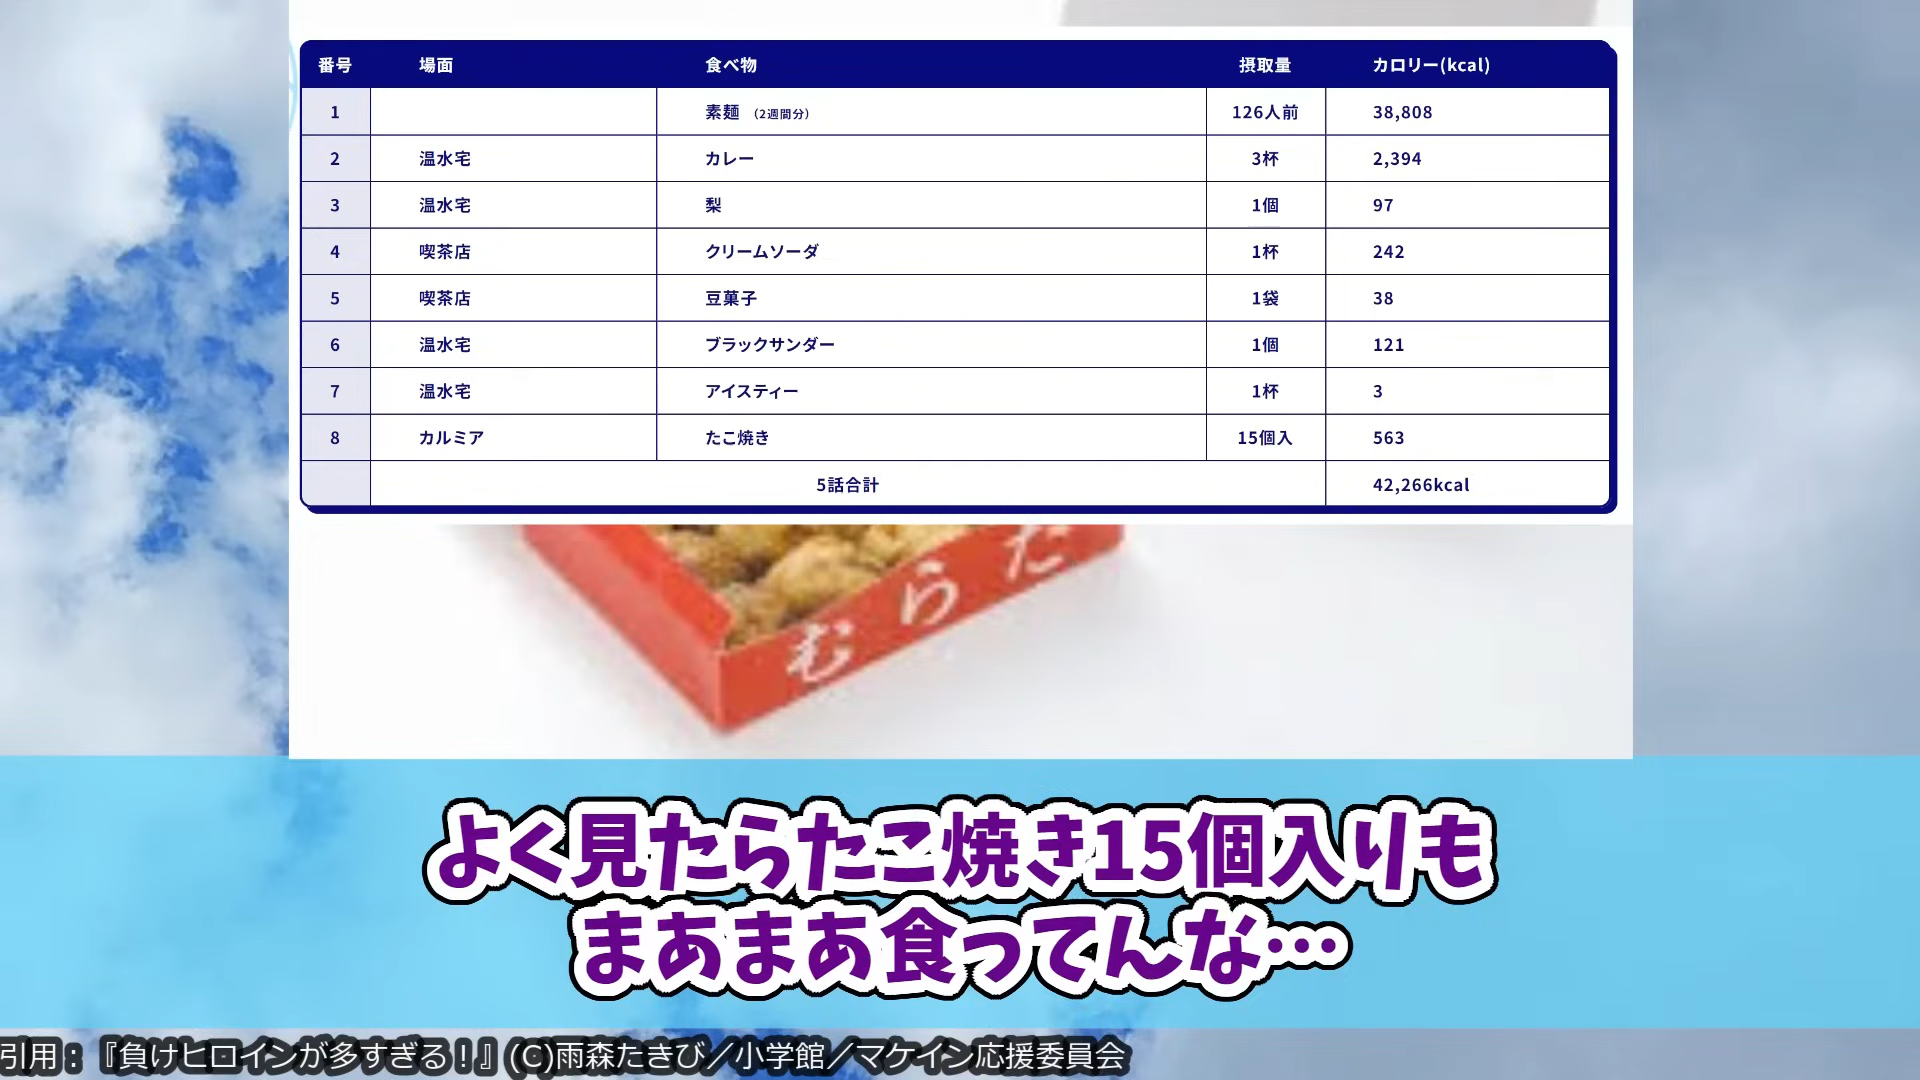 番号 場面 食べ物 摂取量 カロリー(kcal)
1 素麺 （2週間分） 126人前 38,808
2 温水宅 カレー 3杯 2,394
3 温水宅 梨 1個 97
4 喫茶店 クリームソーダ 1杯 242
5 喫茶店 豆菓子 1袋 38
6 温水宅 ブラックサンダー 1個 121
7 温水宅 アイスティー 1杯 3
8 カルミア たこ焼き 15個入 563
5話合計 42,266kcal
むらた
よく見たらたこ焼き15個入りも
まあまあ食ってんな…
引用：『負けヒロインが多すぎる！』(C)雨森たきび／小学館／マケイン応援委員会